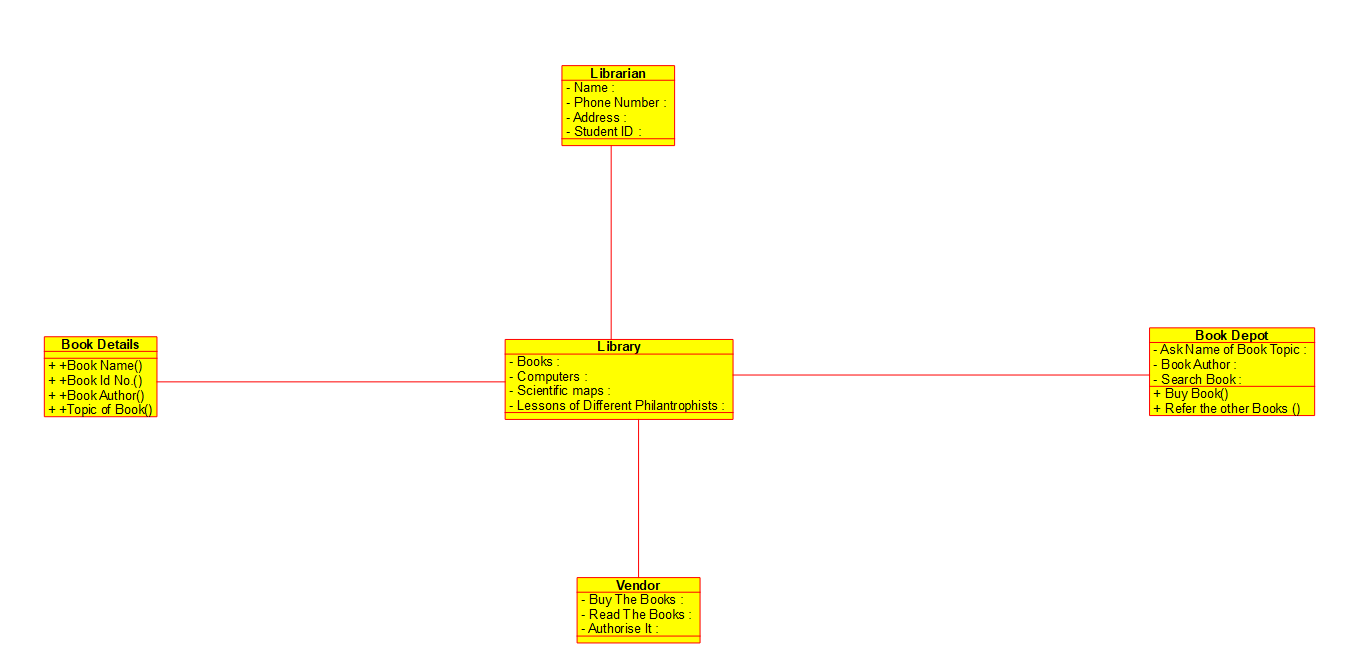 Librarian
- Name :
- Phone Number :
- Address :
- Student ID :
Book Details
+ +Book Name()
+ +Book Id No.()
+ +Book Author()
+ +Topic of Book()
Library
- Books :
- Computers :
- Scientific maps :
- Lessons of Different Philantrophists :
Book Depot
- Ask Name of Book Topic :
- Book Author :
- Search Book :
+ Buy Book()
+ Refer the other Books ()
Vendor
- Buy The Books :
- Read The Books :
- Authorise It :